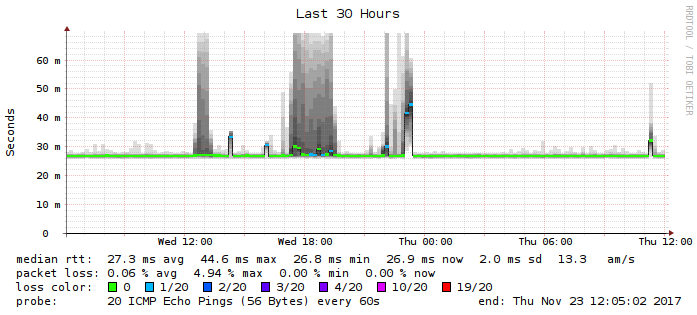 Last 30 Hours
RRDTOOL / TOBI OETIKER
Seconds
60 m
50 m
40 m
30 m
20 m
10 m
0
Wed 12:00 Wed 18:00 Thu 00:00 Thu 06:00 Thu 12:00
median rtt: 27.3 ms avg 44.6 ms max 26.8 ms min 26.9 ms now 2.0 ms sd 13.3 am/s
packet loss: 0.06 % avg 4.94 % max 0.00 % min 0.00 % now
loss color: 0 1/20 2/20 3/20 4/20 10/20 19/20
probe: 20 ICMP Echo Pings (56 Bytes) every 60s end: Thu Nov 23 12:05:02 2017